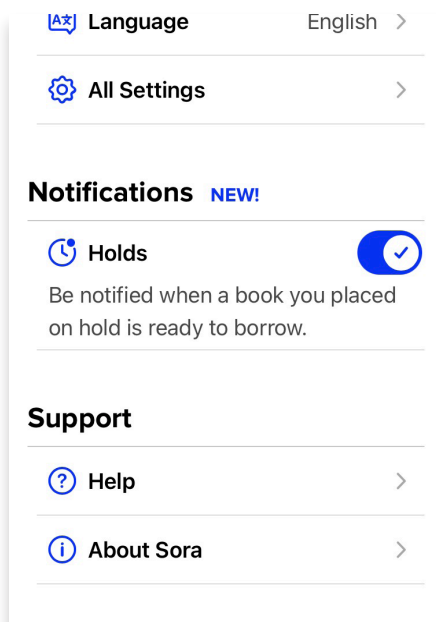 Language English
All Settings
Notifications NEW!
Holds
Be notified when a book you placed
on hold is ready to borrow.
Support
Help
About Sora